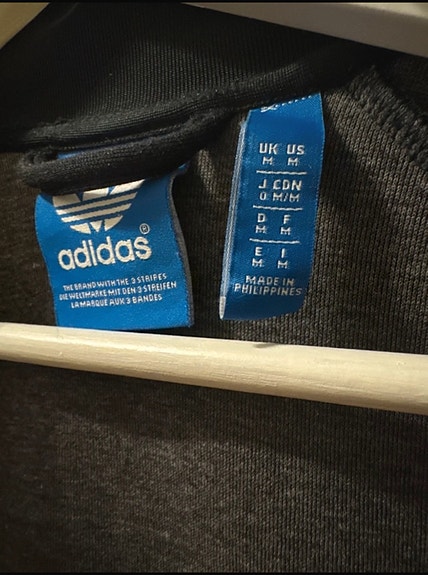 adidas®
THE BRAND WITH THE 3 STRIPES
DIE WELTMARKE MIT DEN 3 STREIFEN
LA MARQUE AUX 3 BANDES
UK US
M M
J CDN
O M/M
D F
M M
E I
M M
MADE IN
PHILIPPINES